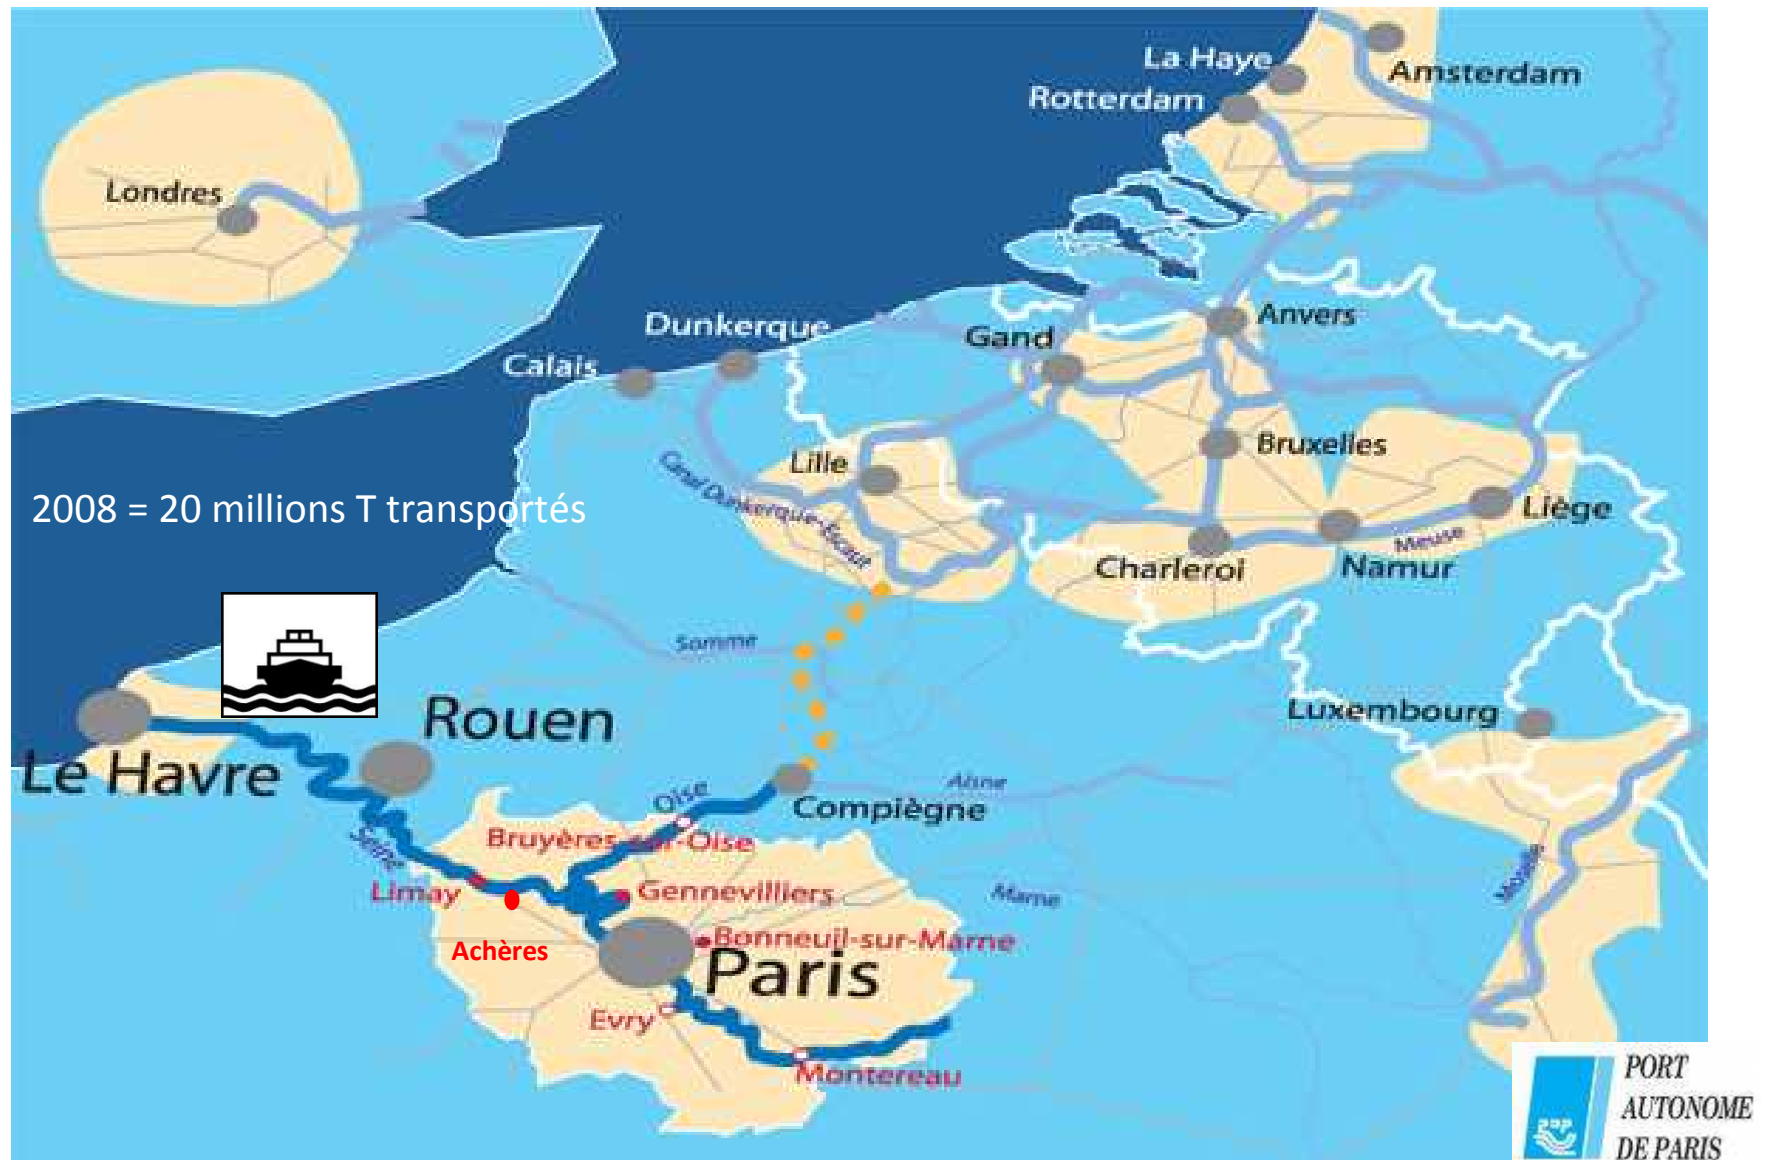 La Haye
Amsterdam
Rotterdam
Londres
Anvers
Dunkerque
Gand
Calais
Bruxelles
Lille
Canal Dunkerque-Escaut
2008 = 20 millions T transportés
Liège
Meuse
Charleroi
Namur
Somme
Rouen
Luxembourg
Le Havre
Aisne
Oise
Compiègne
Seine
Bruyères-sur-Oise
Limay
Gennevilliers
Marne
Moselle
Achères
Bonneuil-sur-Marne
Paris
Evry
Montereau
PORT
AUTONOME
DE PARIS